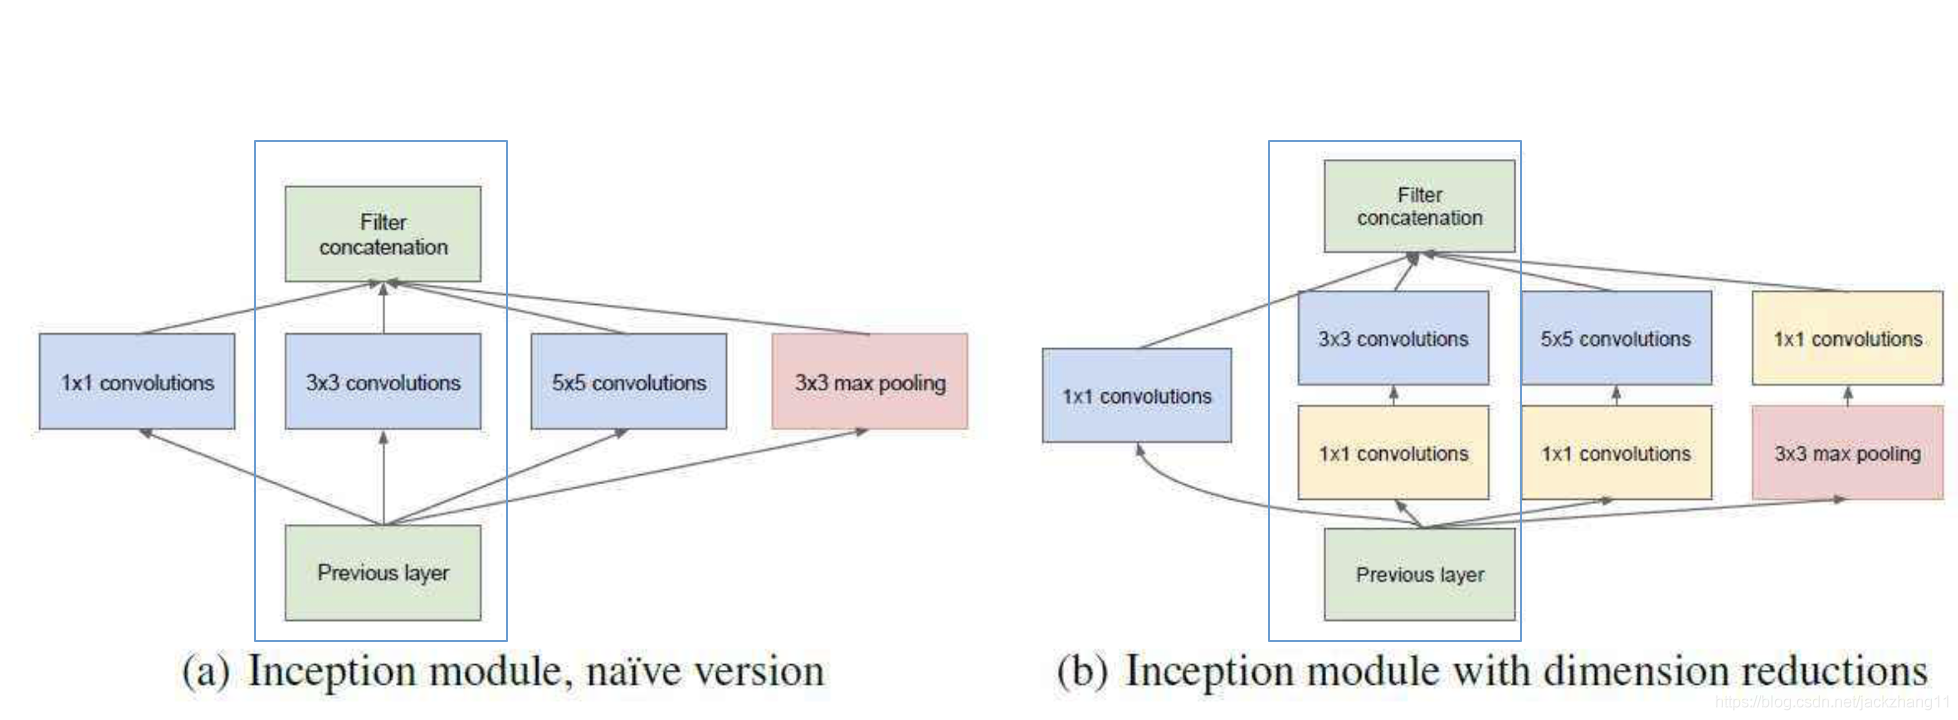 Filter
concatenation
1x1 convolutions
3x3 convolutions
5x5 convolutions
3x3 max pooling
Previous layer
(a) Inception module, naïve version
Filter
concatenation
3x3 convolutions
5x5 convolutions
1x1 convolutions
1x1 convolutions
1x1 convolutions
1x1 convolutions
3x3 max pooling
Previous layer
(b) Inception module with dimension reductions
https://blog.csdn.net/jackzhang11